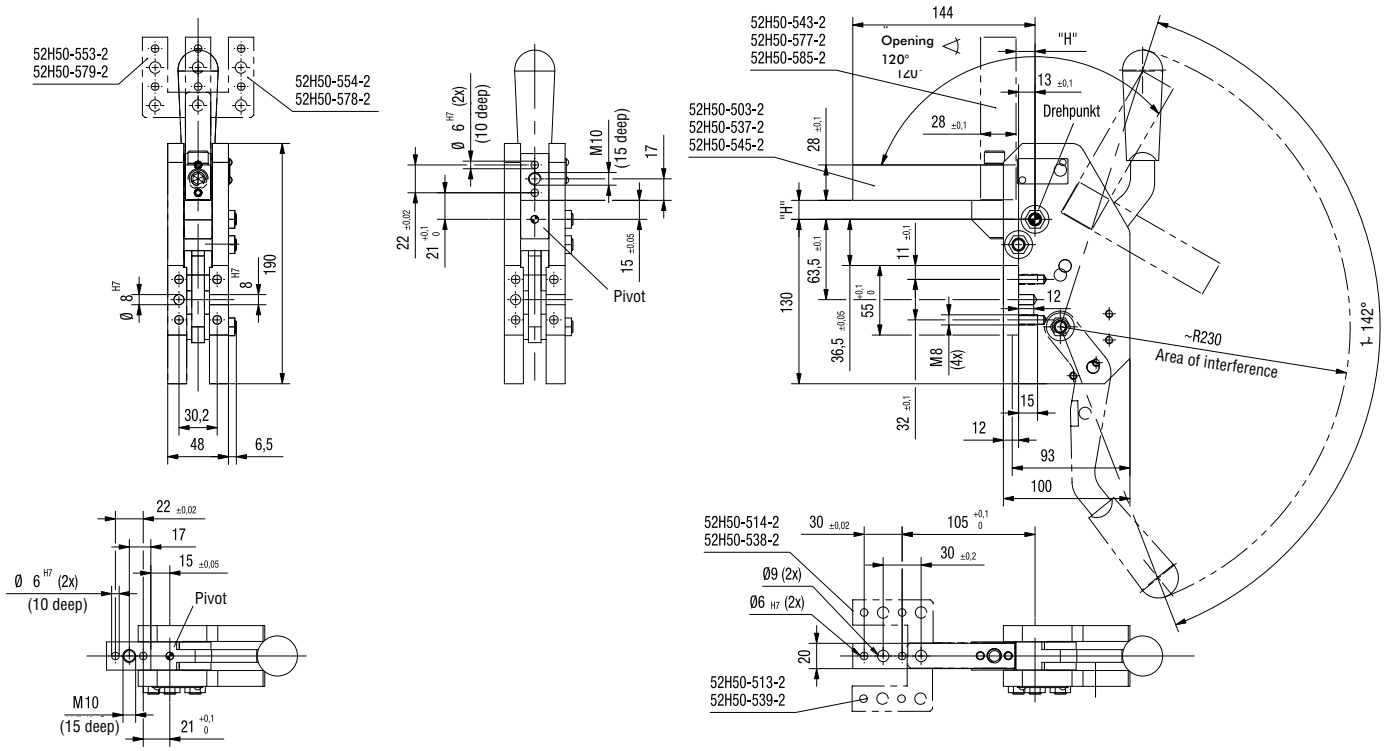 52H50-553-2
52H50-579-2
52H50-554-2
52H50-578-2
Ø 8 H7
8 H7
190
30,2
48
6,5
Ø 6 H7 (2x)
(10 deep)
M10
(15 deep)
17
22 ±0,02
21 +0,1 0
15 ±0,05
Pivot
52H50-543-2
52H50-577-2
52H50-585-2
144
Opening
120°
120°
"H"
13 ±0,1
Drehpunkt
52H50-503-2
52H50-537-2
52H50-545-2
28 ±0,1
28 ±0,1
"H"
130
63,5 ±0,1
11 ±0,1
55 +0,1 0
36,5 ±0,05
12
M8
(4x)
32 ±0,1
15
12
93
100
~R230
Area of interference
~ 142°
22 ±0,02
17
15 ±0,05
Ø 6 H7 (2x)
(10 deep)
Pivot
M10
(15 deep)
21 +0,1 0
52H50-514-2
52H50-538-2
30 ±0,02
105 +0,1 0
30 ±0,2
Ø9 (2x)
Ø6 H7 (2x)
20
52H50-513-2
52H50-539-2